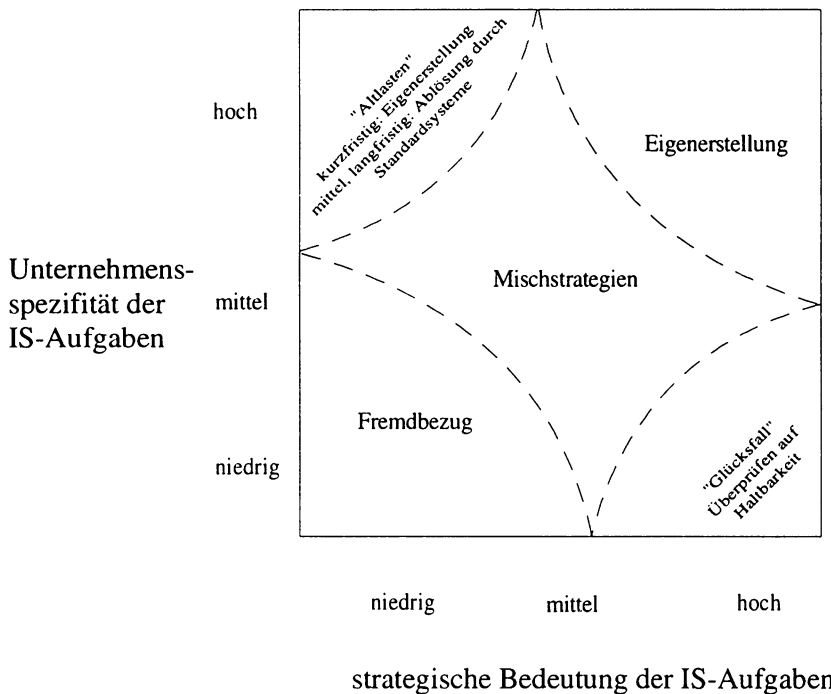 "Altlasten"
kurzfristig: Eigenerstellung
mittel, langfristig: Ablösung durch
Standardsysteme
hoch
Eigenerstellung
Unternehmens-
spezifität der
IS-Aufgaben
mittel
Mischstrategien
Fremdbezug
niedrig
"Glücksfall"
Überprüfen auf
Haltbarkeit
niedrig
mittel
hoch
strategische Bedeutung der IS-Aufgaben